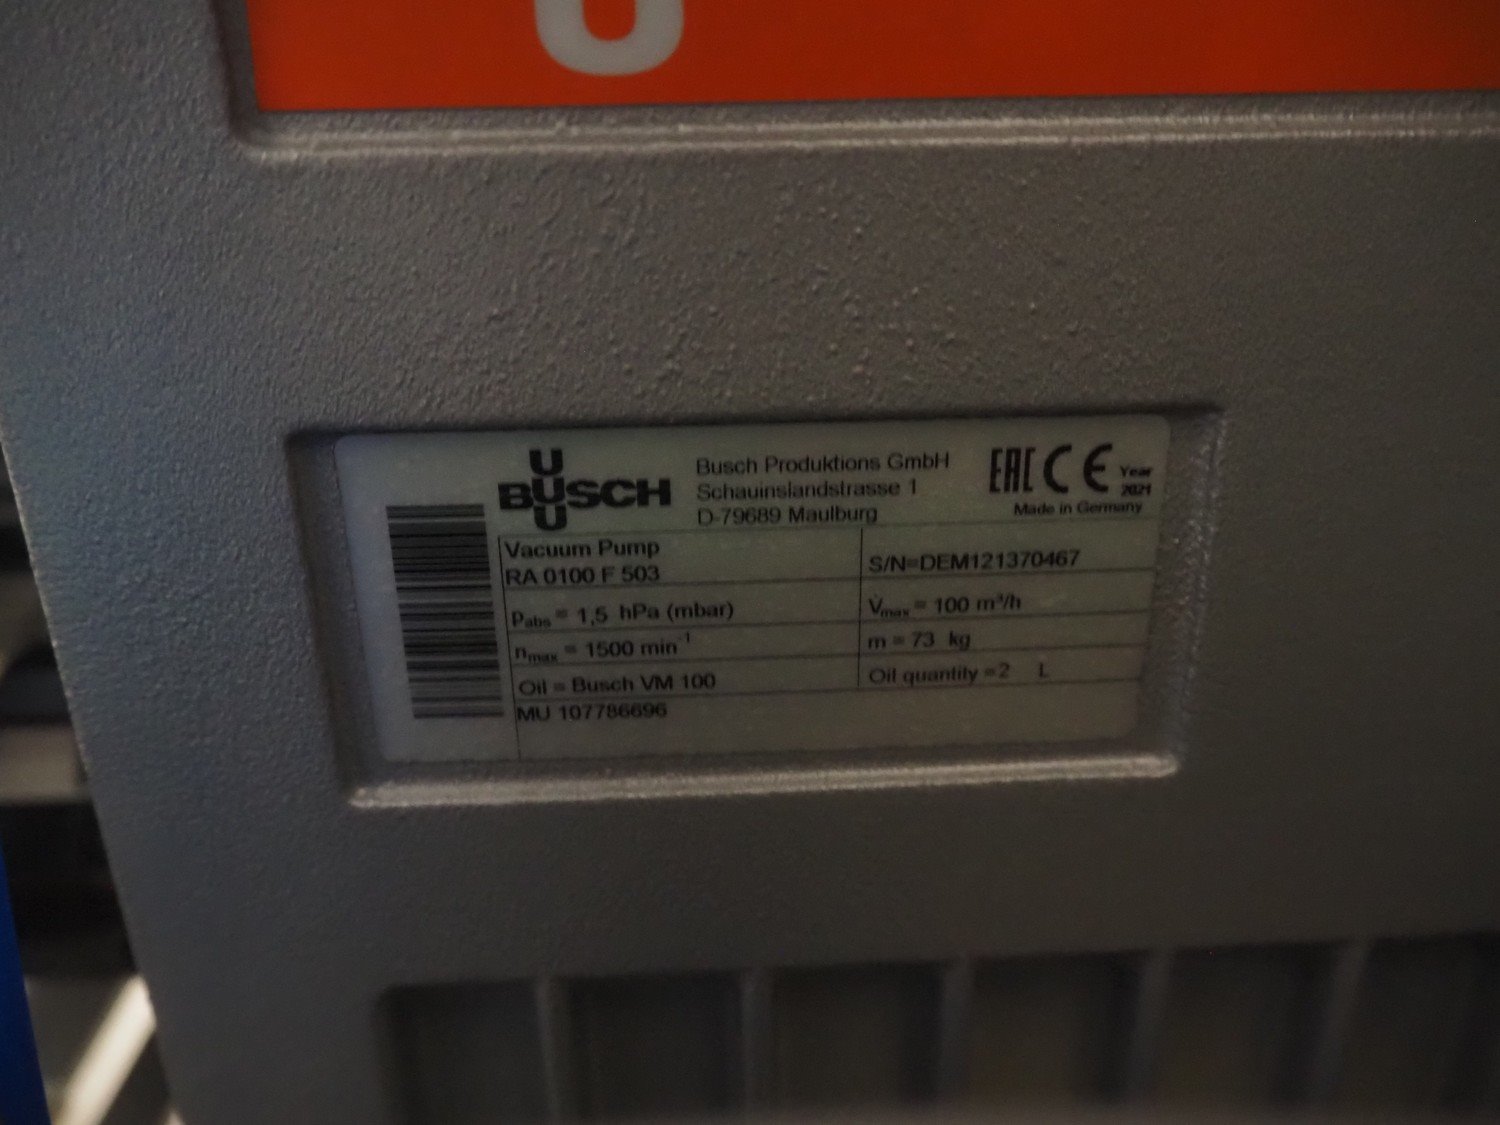 U
BUSCH
U
Busch Produktions GmbH
Schauinslandstrasse 1
D-79689 Maulburg
EAC CE Year
2021
Made in Germany
Vacuum Pump
RA 0100 F 503
S/N=DEM121370467
Pabs = 1,5 hPa (mbar)
V̇max = 100 m³/h
nmax = 1500 min⁻¹
m = 73 kg
Oil = Busch VM 100
Oil quantity =2 L
MU 107786696